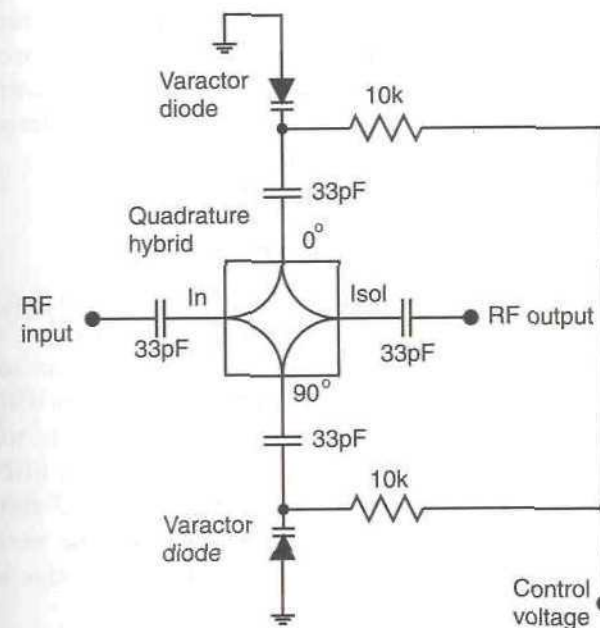 Varactor
diode
10k
33pF
Quadrature
hybrid
0°
RF
input
In
Isol
RF output
33pF
33pF
90°
33pF
10k
Varactor
diode
Control
voltage